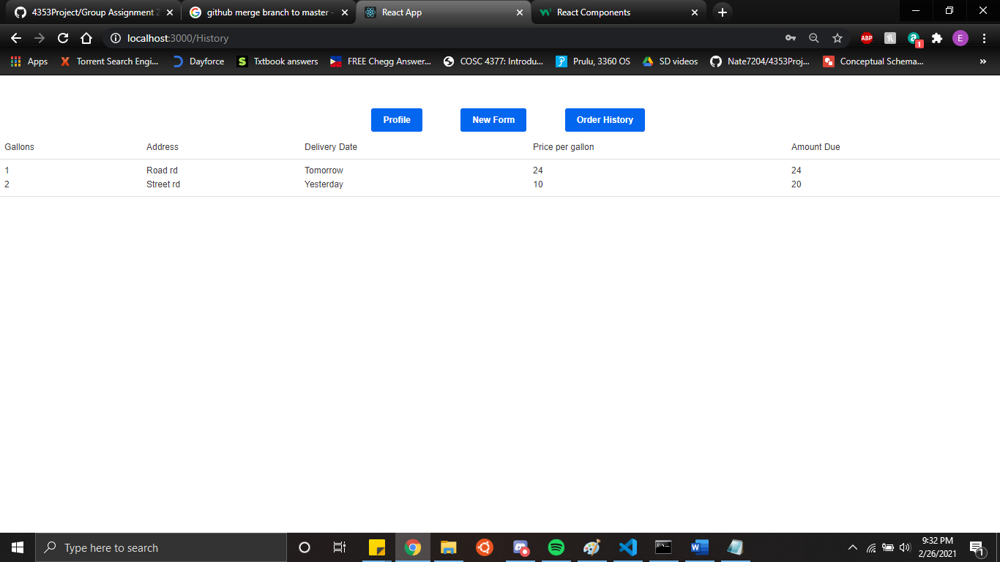 4353Project/Group Assignment 2
github merge branch to master -
React App
React Components
localhost:3000/History
ABP
E
1
Apps
Torrent Search Engi...
Dayforce
Txtbook answers
FREE Chegg Answer...
COSC 4377: Introdu...
Prulu, 3360 OS
SD videos
Nate7204/4353Proj...
Conceptual Schema...
»
Profile New Form Order History
Gallons Address Delivery Date Price per gallon Amount Due
1 Road rd Tomorrow 24 24
2 Street rd Yesterday 10 20
Type here to search
9:32 PM
2/26/2021
1